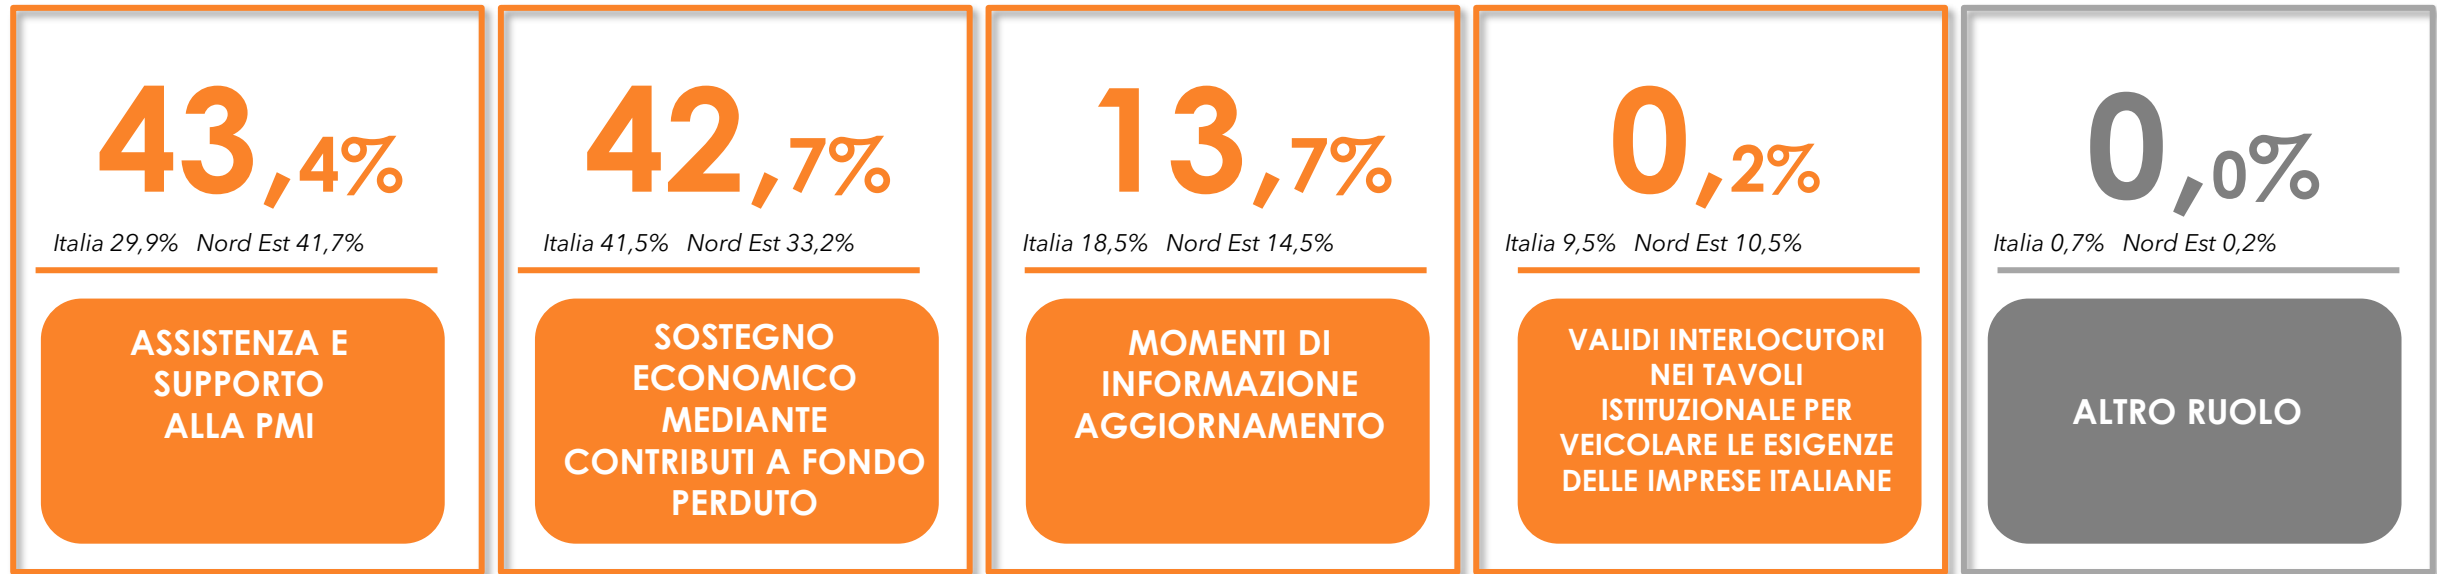 43,4%
Italia 29,9% Nord Est 41,7%
ASSISTENZA E
SUPPORTO
ALLA PMI
42,7%
Italia 41,5% Nord Est 33,2%
SOSTEGNO
ECONOMICO
MEDIANTE
CONTRIBUTI A FONDO
PERDUTO
13,7%
Italia 18,5% Nord Est 14,5%
MOMENTI DI
INFORMAZIONE
AGGIORNAMENTO
0,2%
Italia 9,5% Nord Est 10,5%
VALIDI INTERLOCUTORI
NEI TAVOLI
ISTITUZIONALE PER
VEICOLARE LE ESIGENZE
DELLE IMPRESE ITALIANE
0,0%
Italia 0,7% Nord Est 0,2%
ALTRO RUOLO